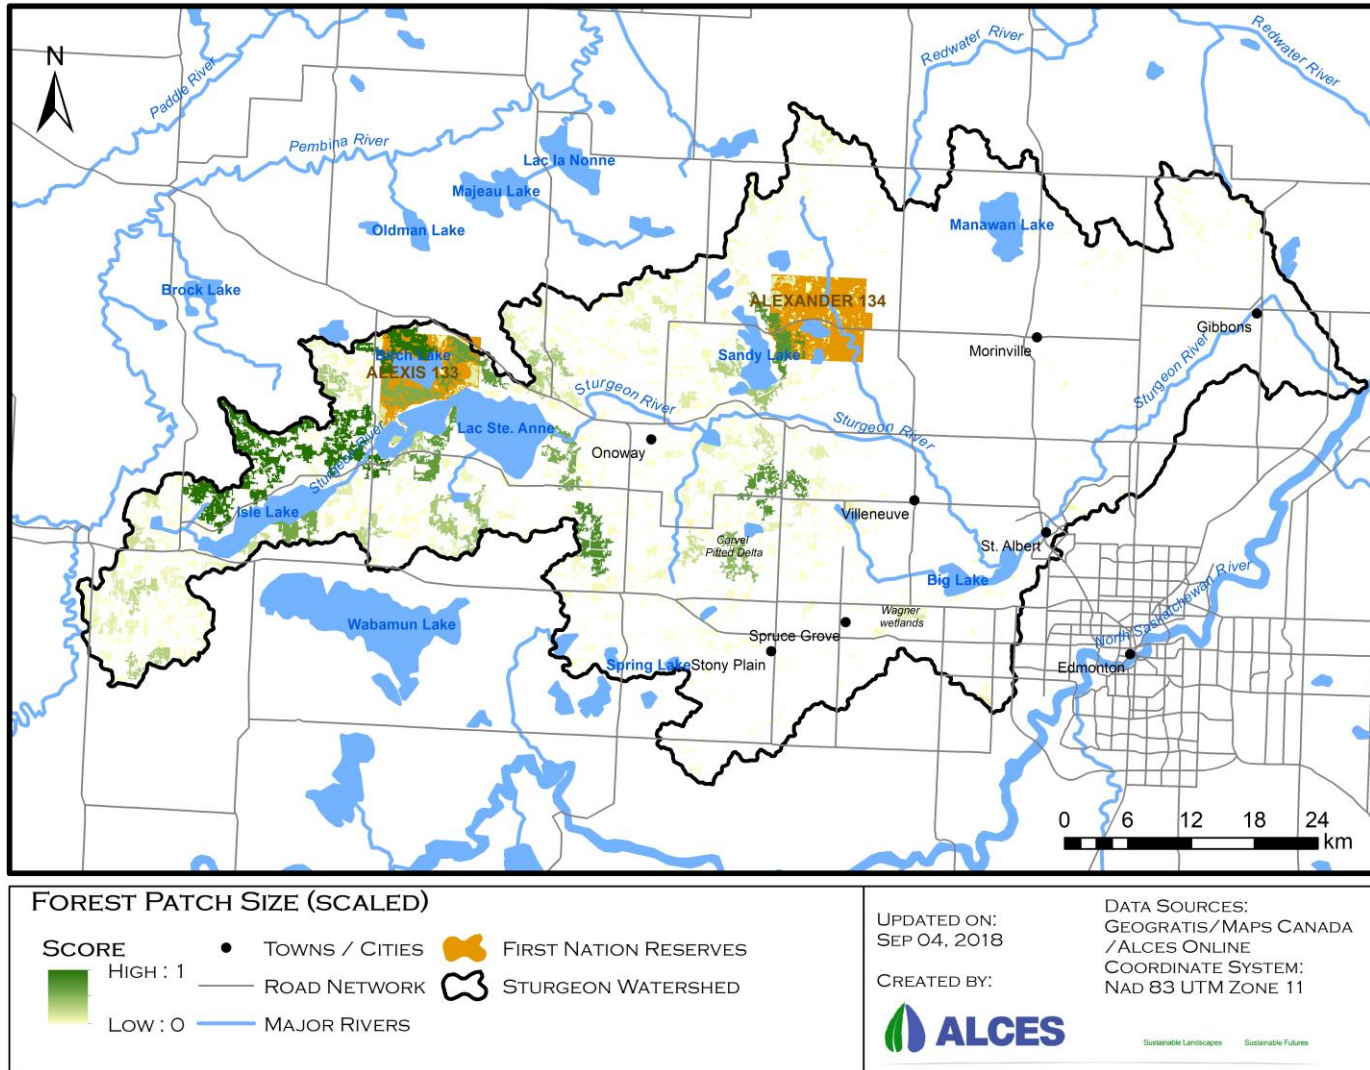 N
Paddle River
Pembina River
Redwater River
Redwater River
Lac la Nonne
Majeau Lake
Oldman Lake
Manawan Lake
Brock Lake
ALEXANDER 134
Gibbons
Morinville
Birch Lake
ALEXIS 133
Sandy Lake
Sturgeon River
Sturgeon River
Sturgeon River
Sturgeon River
Lac Ste. Anne
Onoway
Isle Lake
Villeneuve
Carvel
Pitted Delta
St. Albert
Big Lake
Wabamun Lake
Wagner
wetlands
Spruce Grove
North Saskatchewan River
Spring Lake
Stony Plain
Edmonton
0 6 12 18 24
km
FOREST PATCH SIZE (SCALED)
SCORE
HIGH : 1
LOW : 0
TOWNS / CITIES
ROAD NETWORK
MAJOR RIVERS
FIRST NATION RESERVES
STURGEON WATERSHED
UPDATED ON:
SEP 04, 2018
CREATED BY:
ALCES
Sustainable Landscapes Sustainable Futures
DATA SOURCES:
GEOGRATIS/MAPS CANADA
/ALCES ONLINE
COORDINATE SYSTEM:
NAD 83 UTM ZONE 11